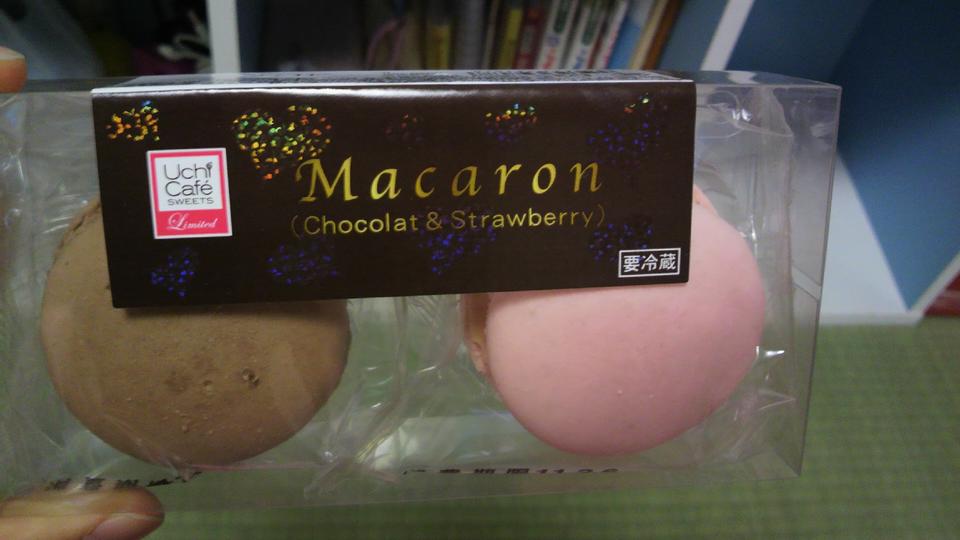 Uchi
Café
SWEETS
Limited
Macaron
(Chocolat & Strawberry)
要冷蔵